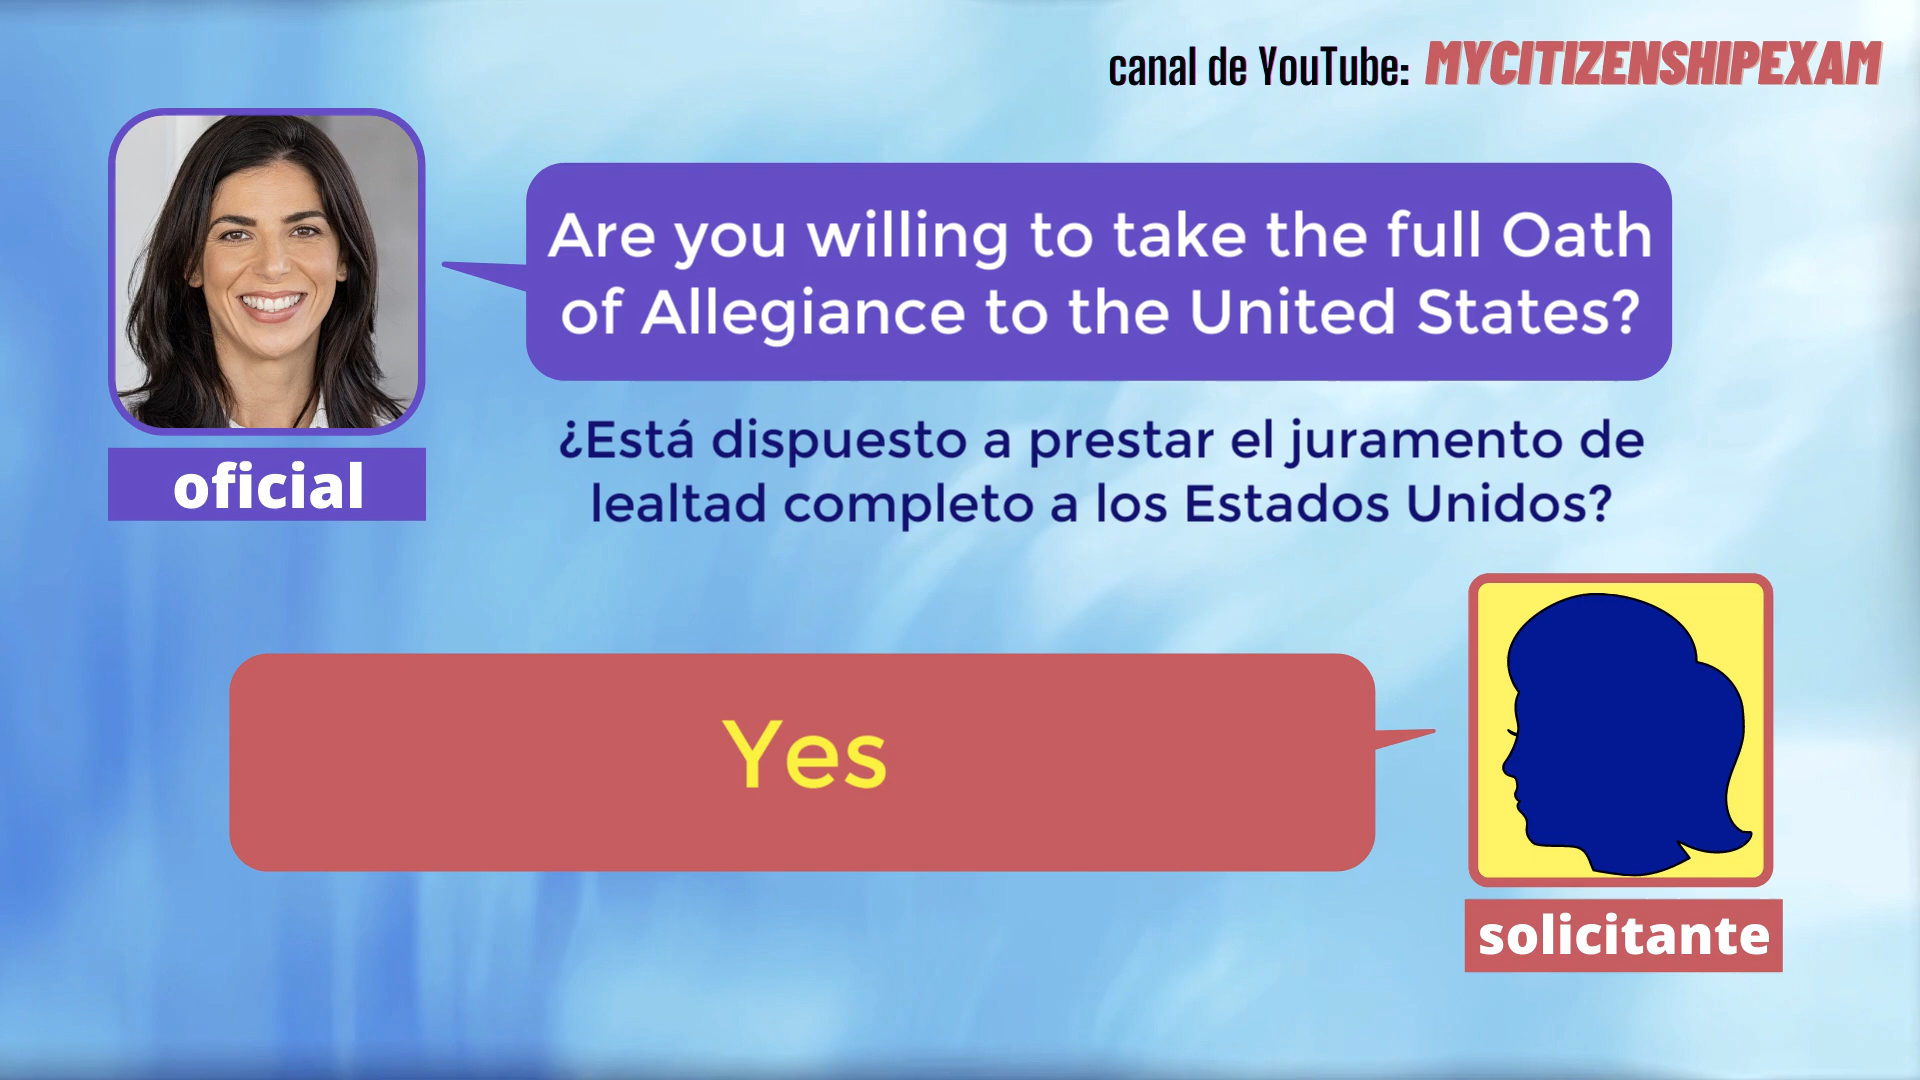 canal de YouTube: MYCITIZENSHIPEXAM
Are you willing to take the full Oath
of Allegiance to the United States?
oficial
¿Está dispuesto a prestar el juramento de
lealtad completo a los Estados Unidos?
Yes
solicitante